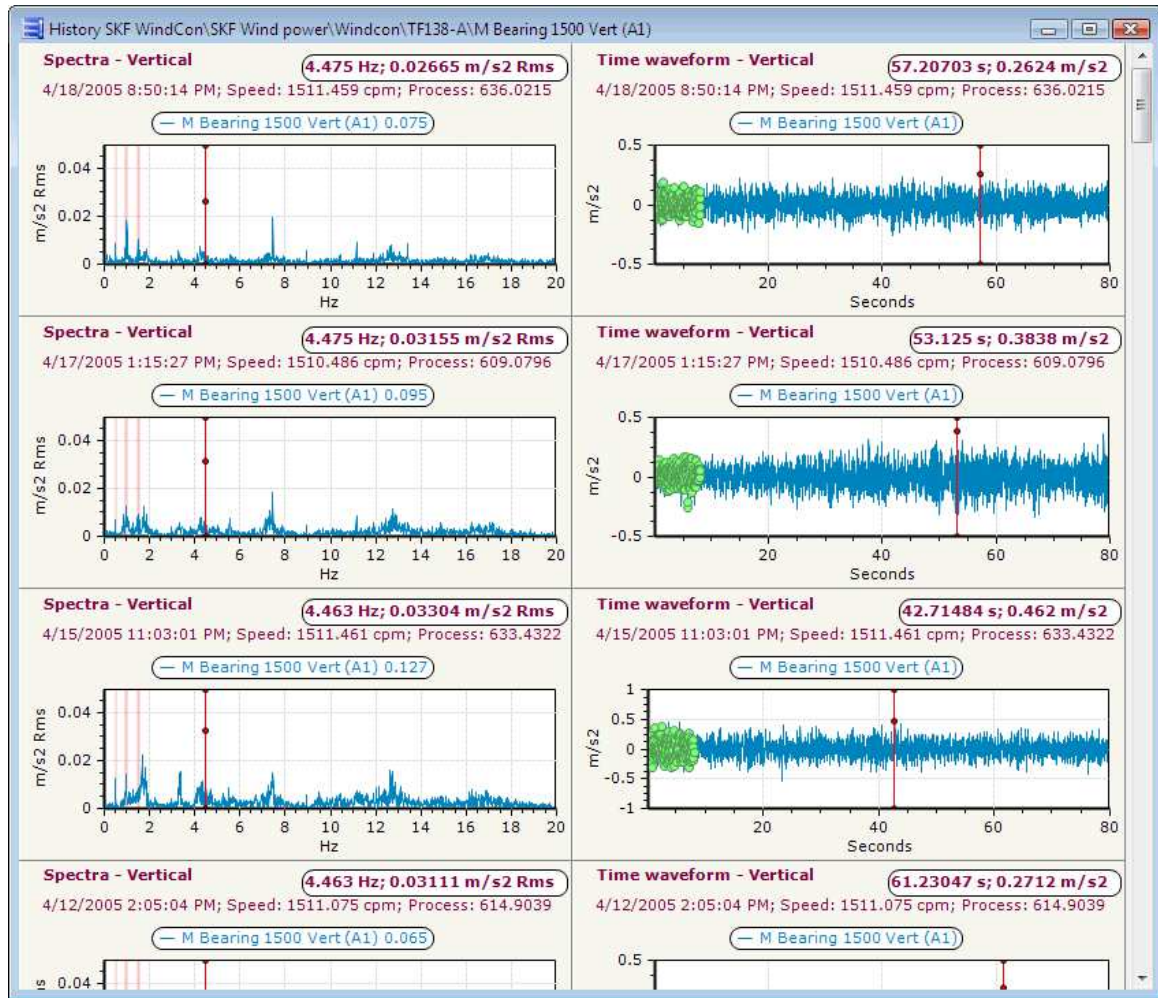 History SKF WindCon\SKF Wind power\Windcon\TF138-A\M Bearing 1500 Vert (A1)
Spectra - Vertical
4.475 Hz; 0.02665 m/s2 Rms
4/18/2005 8:50:14 PM; Speed: 1511.459 cpm; Process: 636.0215
— M Bearing 1500 Vert (A1) 0.075
m/s2 Rms
0.04
0.02
0
0 2 4 6 8 10 12 14 16 18 20
Hz
Time waveform - Vertical
57.20703 s; 0.2624 m/s2
4/18/2005 8:50:14 PM; Speed: 1511.459 cpm; Process: 636.0215
— M Bearing 1500 Vert (A1)
m/s2
0.5
0
-0.5
20 40 60 80
Seconds
Spectra - Vertical
4.475 Hz; 0.03155 m/s2 Rms
4/17/2005 1:15:27 PM; Speed: 1510.486 cpm; Process: 609.0796
— M Bearing 1500 Vert (A1) 0.095
m/s2 Rms
0.04
0.02
0
0 2 4 6 8 10 12 14 16 18 20
Hz
Time waveform - Vertical
53.125 s; 0.3838 m/s2
4/17/2005 1:15:27 PM; Speed: 1510.486 cpm; Process: 609.0796
— M Bearing 1500 Vert (A1)
m/s2
0.5
0
-0.5
20 40 60 80
Seconds
Spectra - Vertical
4.463 Hz; 0.03304 m/s2 Rms
4/15/2005 11:03:01 PM; Speed: 1511.461 cpm; Process: 633.4322
— M Bearing 1500 Vert (A1) 0.127
m/s2 Rms
0.04
0.02
0
0 2 4 6 8 10 12 14 16 18 20
Hz
Time waveform - Vertical
42.71484 s; 0.462 m/s2
4/15/2005 11:03:01 PM; Speed: 1511.461 cpm; Process: 633.4322
— M Bearing 1500 Vert (A1)
m/s2
1
0.5
0
-0.5
-1
20 40 60 80
Seconds
Spectra - Vertical
4.463 Hz; 0.03111 m/s2 Rms
4/12/2005 2:05:04 PM; Speed: 1511.075 cpm; Process: 614.9039
— M Bearing 1500 Vert (A1) 0.065
0.04
Time waveform - Vertical
61.23047 s; 0.2712 m/s2
4/12/2005 2:05:04 PM; Speed: 1511.075 cpm; Process: 614.9039
— M Bearing 1500 Vert (A1)
0.5